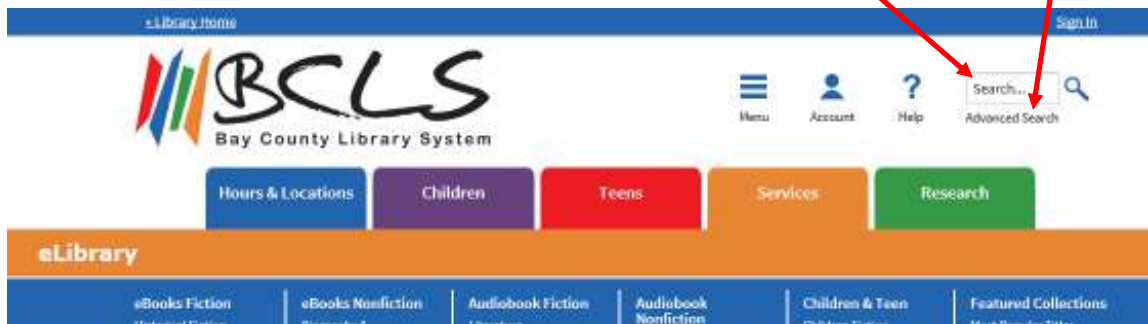 < Library Home
Sign In
BCLS
Bay County Library System
Menu
Account
Help
Search...
Advanced Search
Hours & Locations
Children
Teens
Services
Research
eLibrary
eBooks Fiction
eBooks Nonfiction
Audiobook Fiction
Audiobook
Nonfiction
Children & Teen
Featured Collections